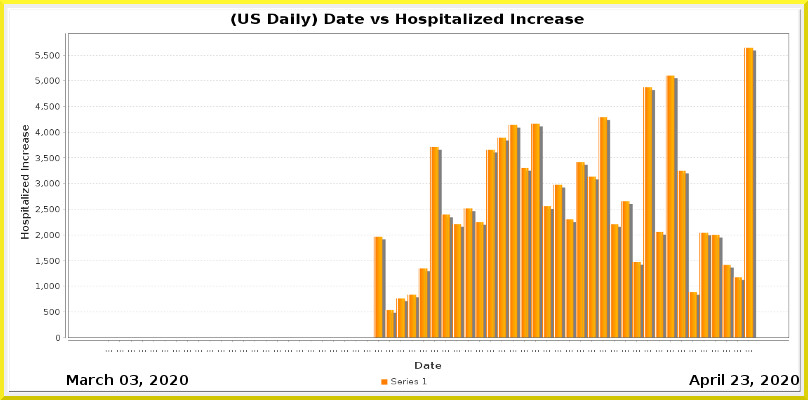 (US Daily) Date vs Hospitalized Increase
5,500
5,000
4,500
4,000
3,500
3,000
2,500
2,000
1,500
1,000
500
0
Hospitalized Increase
... ... ... ... ... ... ... ... ... ... ... ... ... ... ... ... ... ... ... ... ... ... ... ... ... ... ... ... ... ... ... ... ... ... ... ... ... ... ... ... ... ... ... ... ... ... ... ... ... ... ... ... ... ... ... ... ... ...
Date
March 03, 2020
Series 1
April 23, 2020